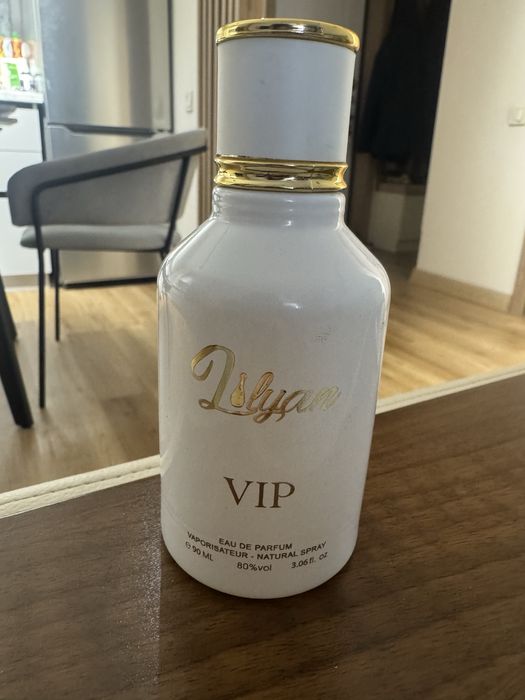 Lilyan
VIP
EAU DE PARFUM
VAPORISATEUR - NATURAL SPRAY
℮ 90 ML 80%vol 3.06 fl. oz